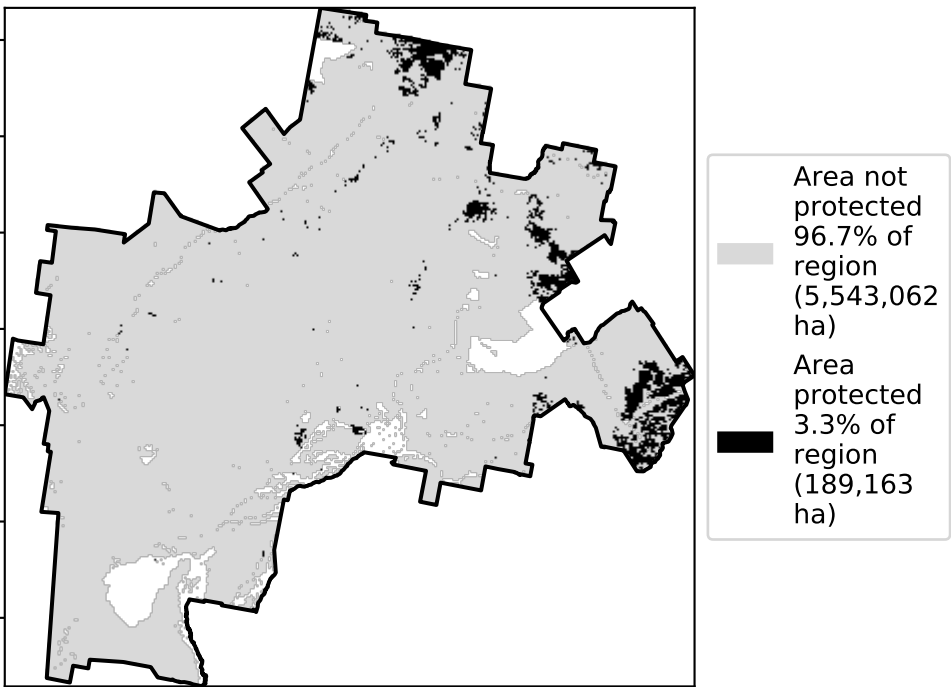 Area not
protected
96.7% of
region
(5,543,062
ha)
Area
protected
3.3% of
region
(189,163
ha)